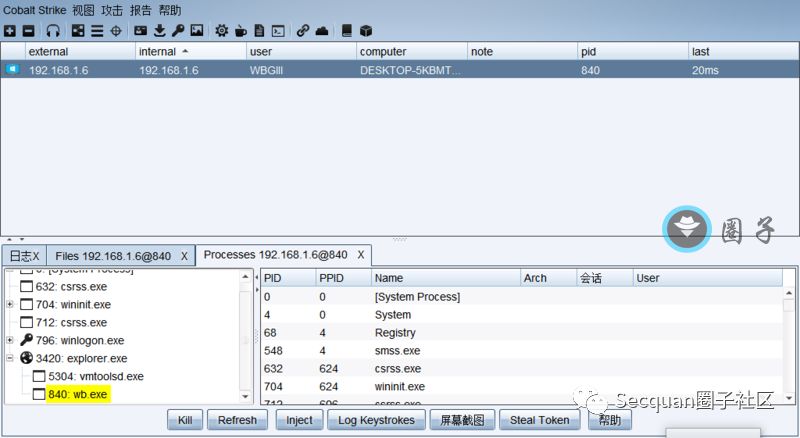 Cobalt Strike 视图 攻击 报告 帮助
external internal user computer note pid last
192.168.1.6 192.168.1.6 WBGlll DESKTOP-5KBMT... 840 20ms
圈子
日志X Files 192.168.1.6@840 X Processes 192.168.1.6@840 X
0: [System Process]
632: csrss.exe
704: wininit.exe
712: csrss.exe
796: winlogon.exe
3420: explorer.exe
5304: vmtoolsd.exe
840: wb.exe
PID PPID Name Arch 会话 User
0 0 [System Process]
4 0 System
68 4 Registry
548 4 smss.exe
632 624 csrss.exe
704 624 wininit.exe
712 696 csrss.exe
Secquan圈子社区
Kill Refresh Inject Log Keystrokes 屏幕截图 Steal Token 帮助